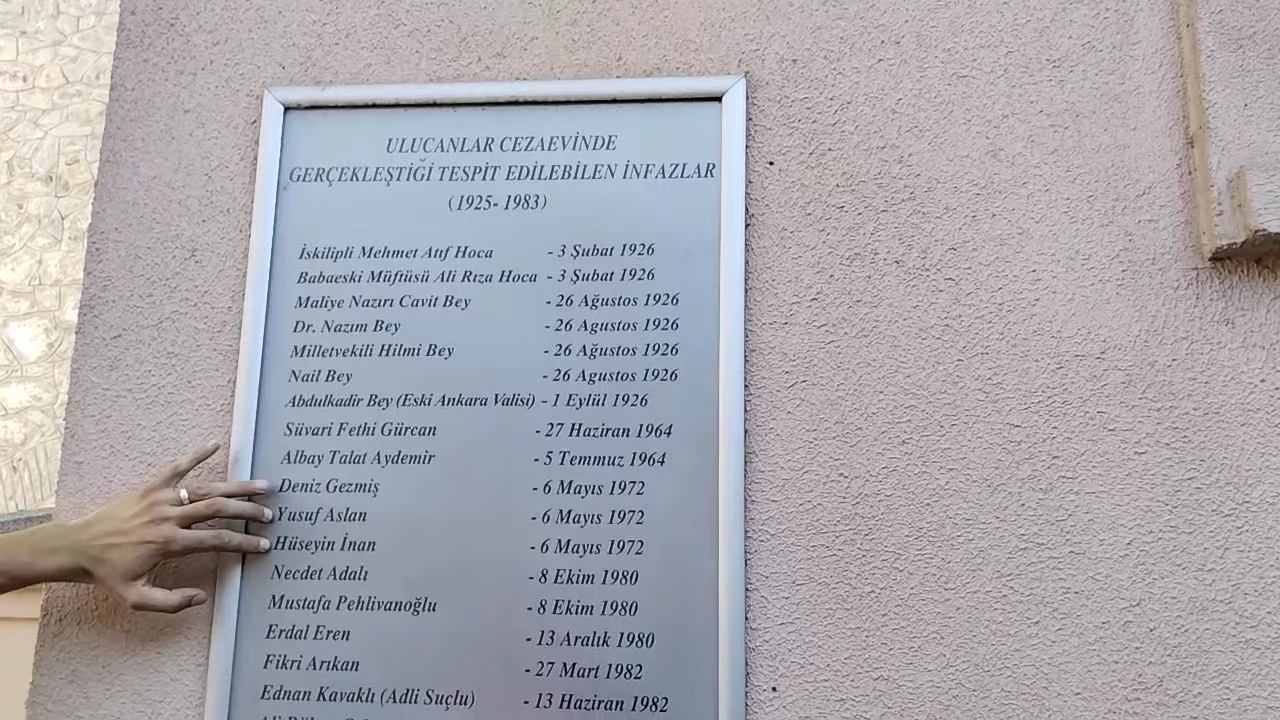 ULUCANLAR CEZAEVİNDE
GERÇEKLEŞTİĞİ TESPİT EDİLEBİLEN İNFAZLAR
(1925- 1983)
İskilipli Mehmet Atıf Hoca - 3 Şubat 1926
Babaeski Müftüsü Ali Rıza Hoca - 3 Şubat 1926
Maliye Nazırı Cavit Bey - 26 Ağustos 1926
Dr. Nazım Bey - 26 Agustos 1926
Milletvekili Hilmi Bey - 26 Ağustos 1926
Nail Bey - 26 Agustos 1926
Abdulkadir Bey (Eski Ankara Valisi) - 1 Eylül 1926
Süvari Fethi Gürcan - 27 Haziran 1964
Albay Talat Aydemir - 5 Temmuz 1964
Deniz Gezmiş - 6 Mayıs 1972
Yusuf Aslan - 6 Mayıs 1972
Hüseyin İnan - 6 Mayıs 1972
Necdet Adalı - 8 Ekim 1980
Mustafa Pehlivanoğlu - 8 Ekim 1980
Erdal Eren - 13 Aralık 1980
Fikri Arıkan - 27 Mart 1982
Ednan Kavaklı (Adli Suçlu) - 13 Haziran 1982